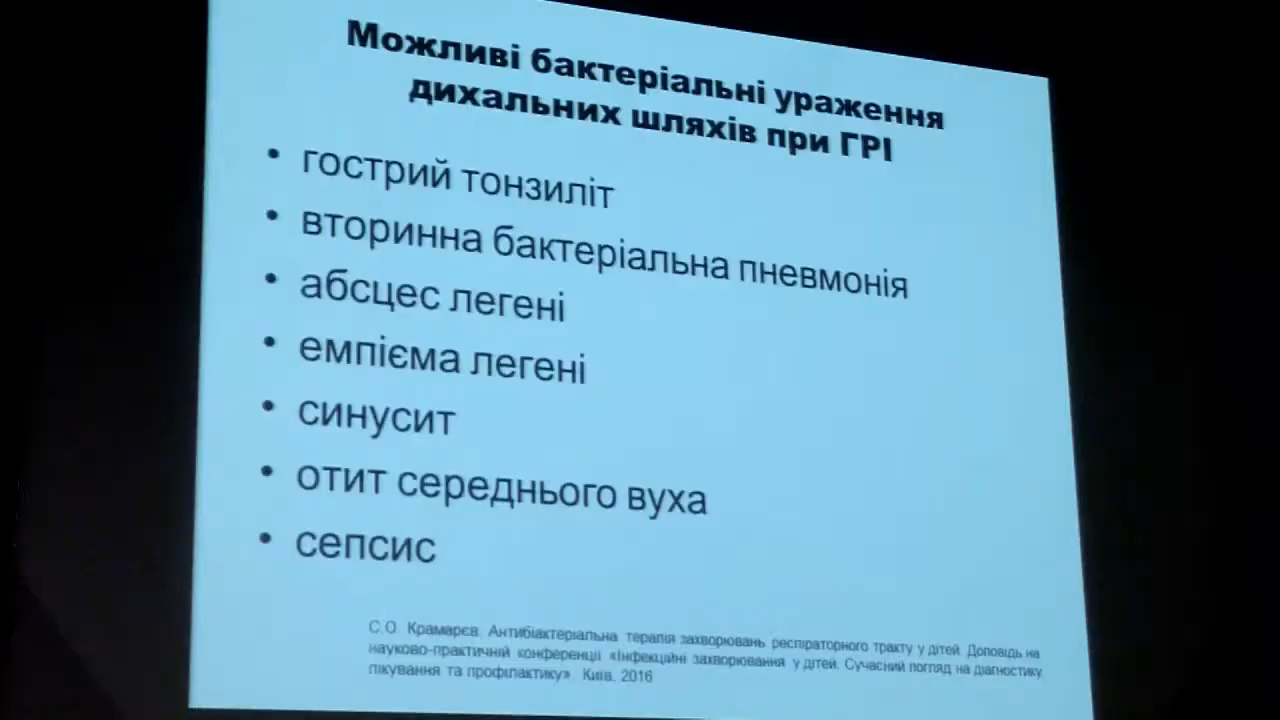 Можливі бактеріальні ураження
дихальних шляхів при ГРІ
• гострий тонзиліт
• вторинна бактеріальна пневмонія
• абсцес легені
• емпієма легені
• синусит
• отит середнього вуха
• сепсис
С.О. Крамарєв. Антибіактеріальна терапія захворювань респіраторного тракту у дітей. Доповідь на
науково-практичній конференції «Інфекційні захворювання у дітей. Сучасний погляд на діагностику,
лікування та профілактику». Київ, 2016